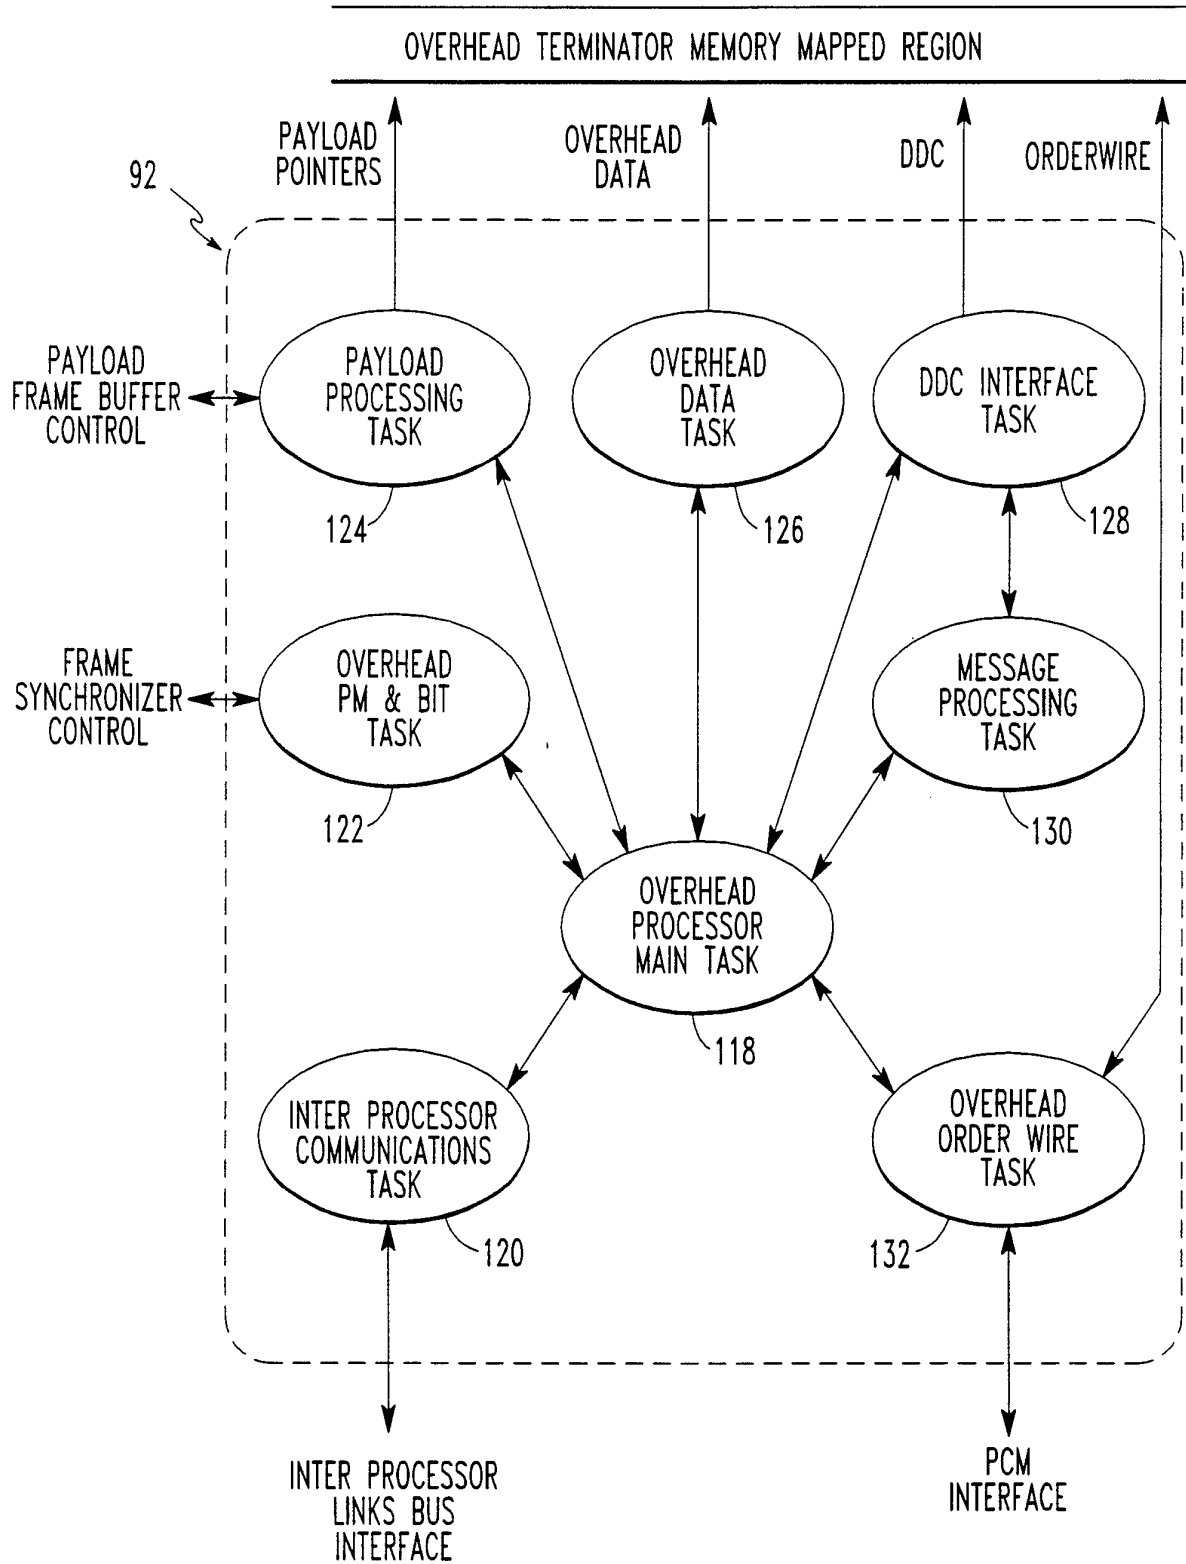 OVERHEAD TERMINATOR MEMORY MAPPED REGION
PAYLOAD
POINTERS
OVERHEAD
DATA
DDC
ORDERWIRE
92
PAYLOAD
FRAME BUFFER
CONTROL
PAYLOAD
PROCESSING
TASK
124
OVERHEAD
DATA
TASK
126
DDC INTERFACE
TASK
128
FRAME
SYNCHRONIZER
CONTROL
OVERHEAD
PM & BIT
TASK
122
MESSAGE
PROCESSING
TASK
130
OVERHEAD
PROCESSOR
MAIN TASK
118
INTER PROCESSOR
COMMUNICATIONS
TASK
120
OVERHEAD
ORDER WIRE
TASK
132
INTER PROCESSOR
LINKS BUS
INTERFACE
PCM
INTERFACE